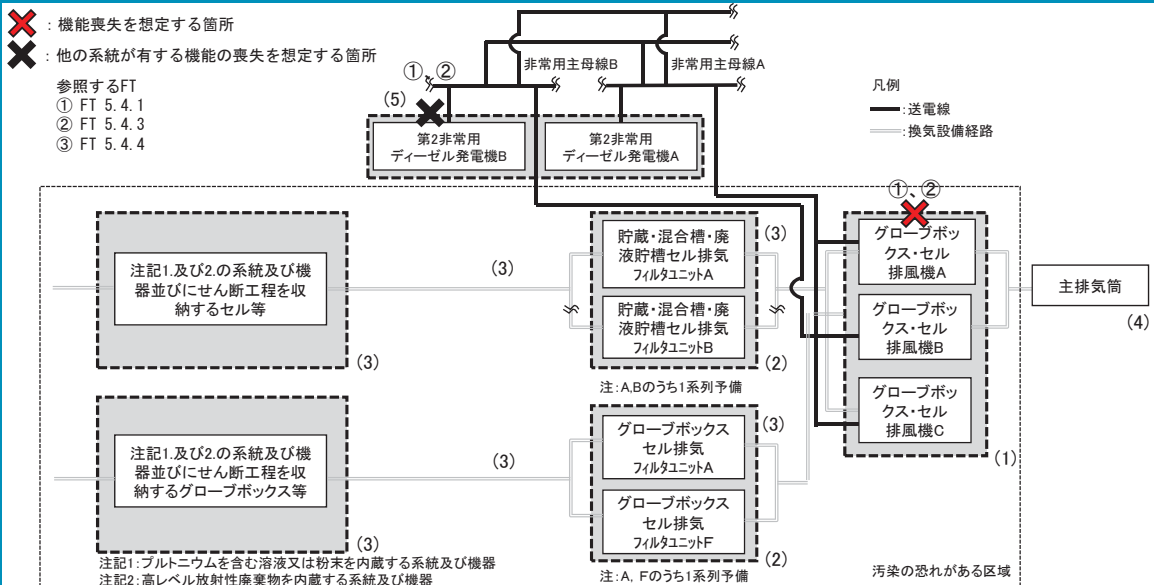 ：機能喪失を想定する箇所
：他の系統が有する機能の喪失を想定する箇所
参照するFT
① FT 5.4.1
② FT 5.4.3
③ FT 5.4.4
①、②
非常用主母線B
非常用主母線A
(5)
第2非常用
ディーゼル発電機B
第2非常用
ディーゼル発電機A
凡例
：送電線
：換気設備経路
注記1.及び2.の系統及び機
器並びにせん断工程を収
納するセル等
(3)
(3)
貯蔵・混合槽・廃
液貯槽セル排気
フィルタユニットA
(3)
貯蔵・混合槽・廃
液貯槽セル排気
フィルタユニットB
(2)
注：A,Bのうち1系列予備
①、②
グローブボッ
クス・セル
排風機A
グローブボッ
クス・セル
排風機B
グローブボッ
クス・セル
排風機C
(1)
主排気筒
(4)
注記1.及び2.の系統及び機
器並びにせん断工程を収
納するグローブボックス等
(3)
(3)
グローブボックス
セル排気
フィルタユニットA
(3)
グローブボックス
セル排気
フィルタユニットF
(2)
注：A, Fのうち1系列予備
注記1：プルトニウムを含む溶液又は粉末を内蔵する系統及び機器
注記2：高レベル放射性廃棄物を内蔵する系統及び機器
汚染の恐れがある区域